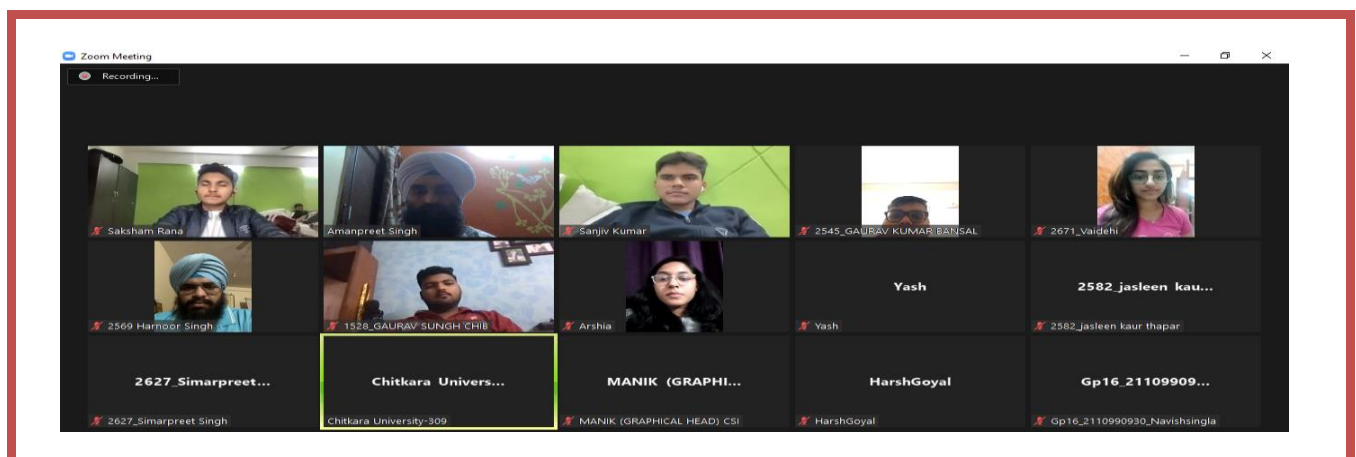 Zoom Meeting
Recording...
Saksham Rana
Amanpreet Singh
Sanjiv Kumar
2545_GAURAV KUMAR BANSAL
2671_Vaidehi
2569 Harnoor Singh
1528_GAURAV SUNGH CHIB
Arshia
Yash
Yash
2582_jasleen kau...
2582_jasleen kaur thapar
2627_Simarpreet...
2627_Simarpreet Singh
Chitkara Univers...
Chitkara University-309
MANIK (GRAPHI...
MANIK (GRAPHICAL HEAD) CSI
HarshGoyal
HarshGoyal
Gp16_21109909...
Gp16_2110990930_Navishsingla